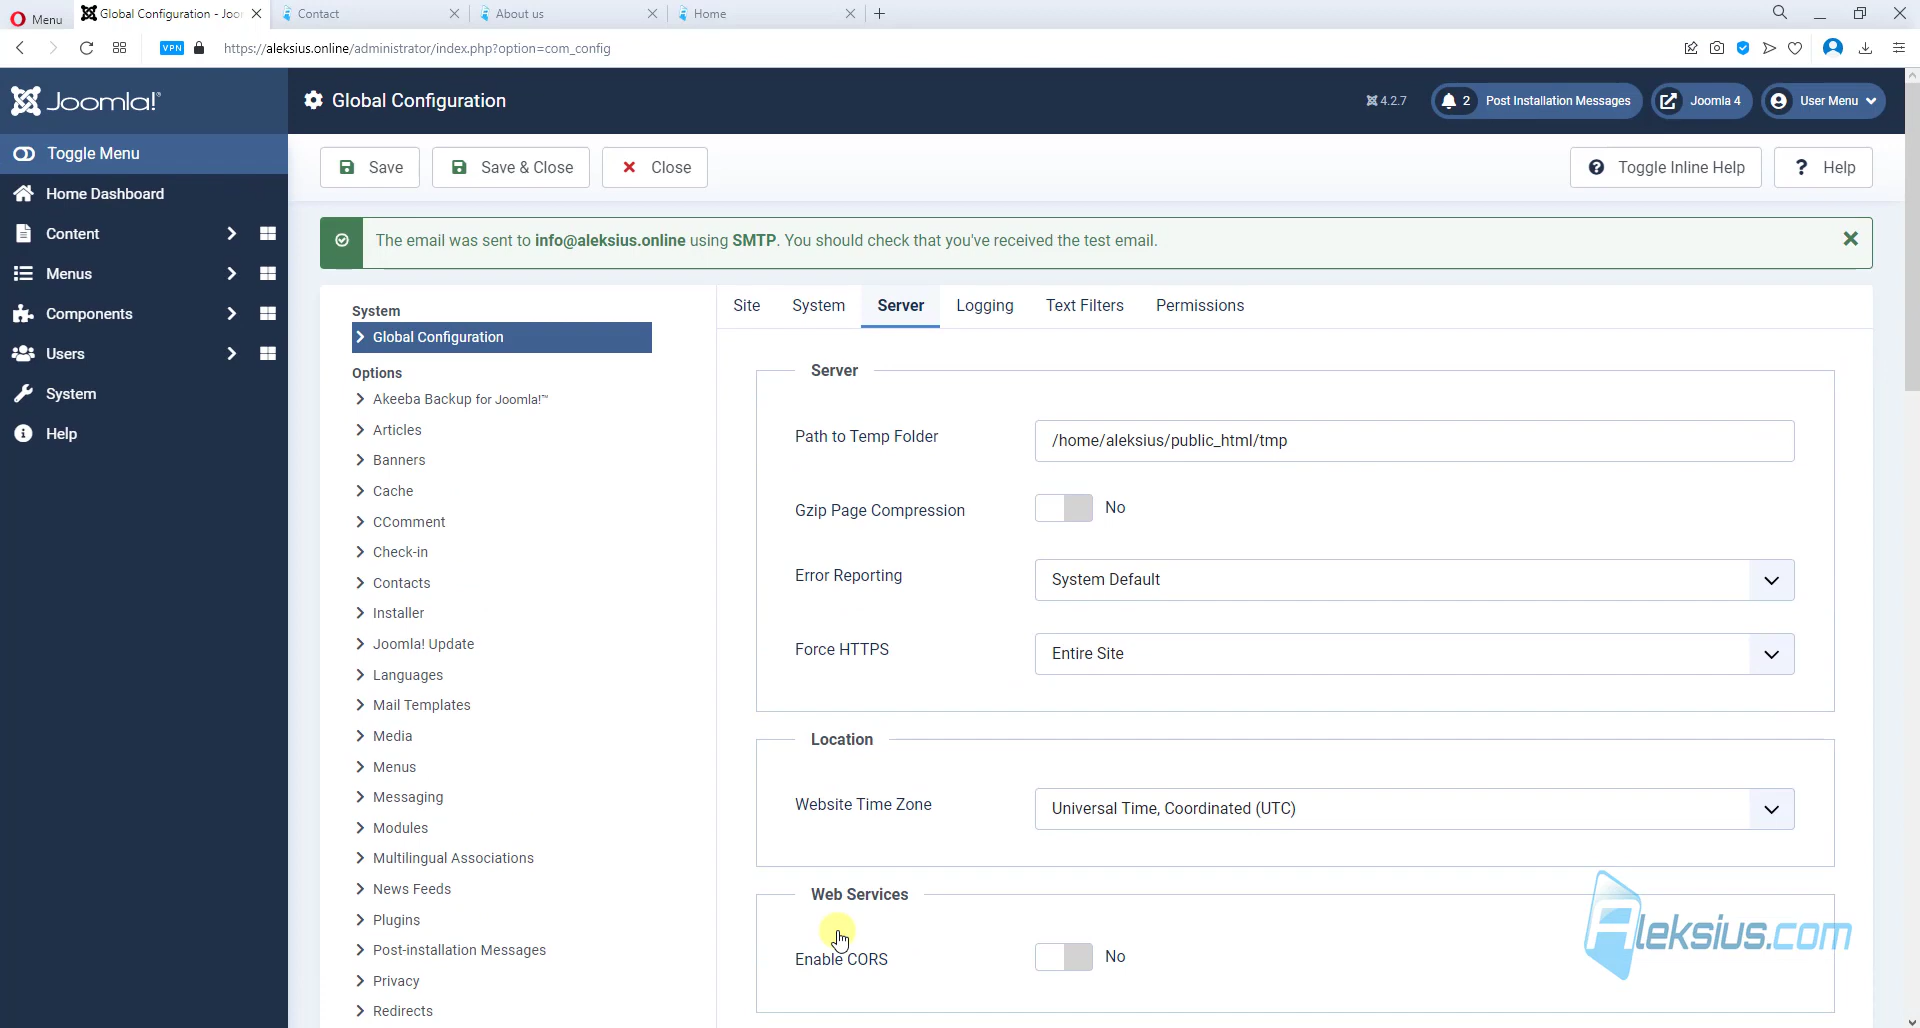 Menu
Global Configuration - Joo
Contact
About us
Home
VPN
https://aleksius.online/administrator/index.php?option=com_config
Joomla!®
Global Configuration
4.2.7
2 Post Installation Messages
Joomla 4
User Menu
Toggle Menu
Home Dashboard
Content
Menus
Components
Users
System
Help
Save
Save & Close
Close
Toggle Inline Help
Help
The email was sent to info@aleksius.online using SMTP. You should check that you've received the test email.
System
Global Configuration
Options
Akeeba Backup for Joomla!™
Articles
Banners
Cache
CComment
Check-in
Contacts
Installer
Joomla! Update
Languages
Mail Templates
Media
Menus
Messaging
Modules
Multilingual Associations
News Feeds
Plugins
Post-installation Messages
Privacy
Redirects
Site
System
Server
Logging
Text Filters
Permissions
Server
Path to Temp Folder
/home/aleksius/public_html/tmp
Gzip Page Compression
No
Error Reporting
System Default
Force HTTPS
Entire Site
Location
Website Time Zone
Universal Time, Coordinated (UTC)
Web Services
Enable CORS
No
Aleksius.com